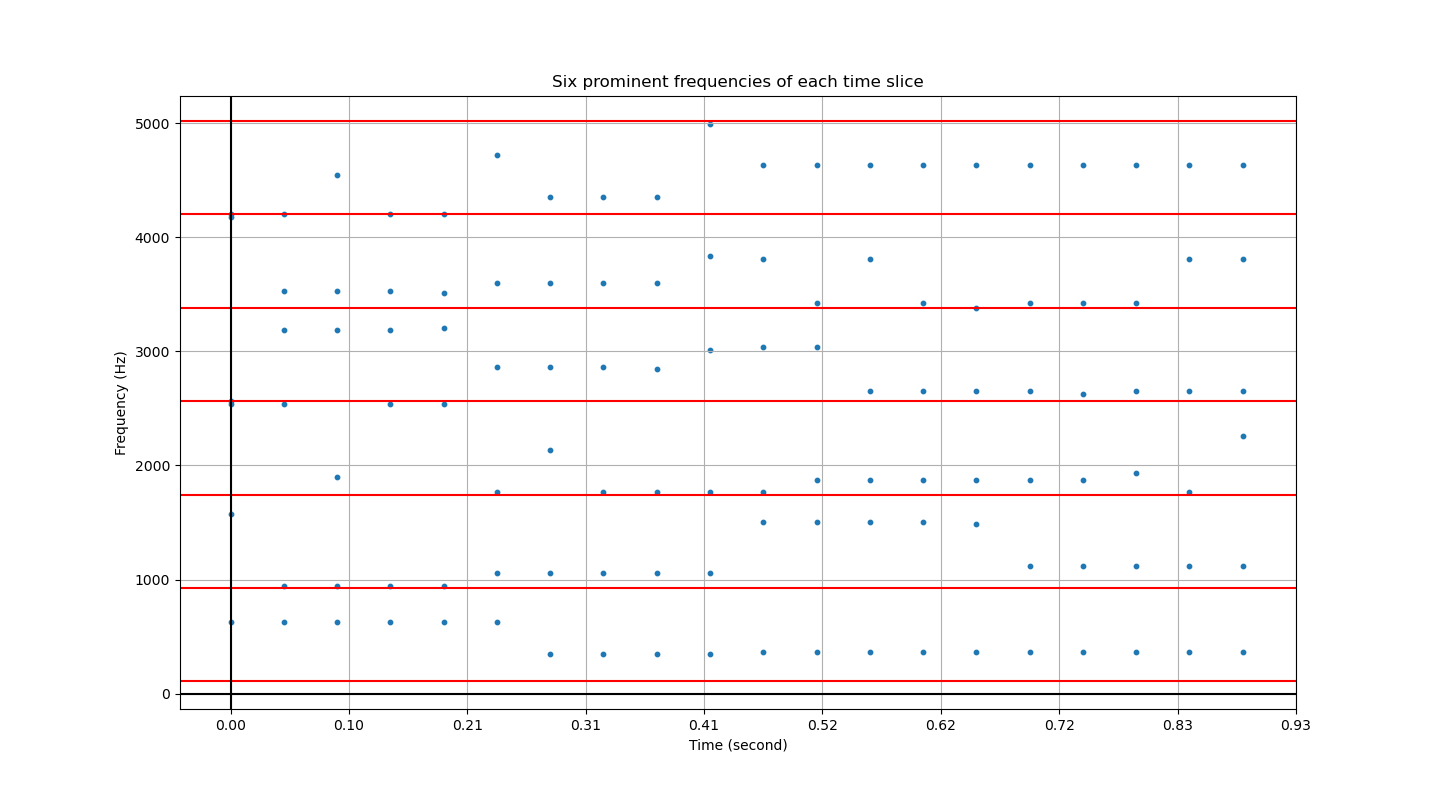 Six prominent frequencies of each time slice
5000
4000
3000
2000
1000
0
Frequency (Hz)
0.00 0.10 0.21 0.31 0.41 0.52 0.62 0.72 0.83 0.93
Time (second)